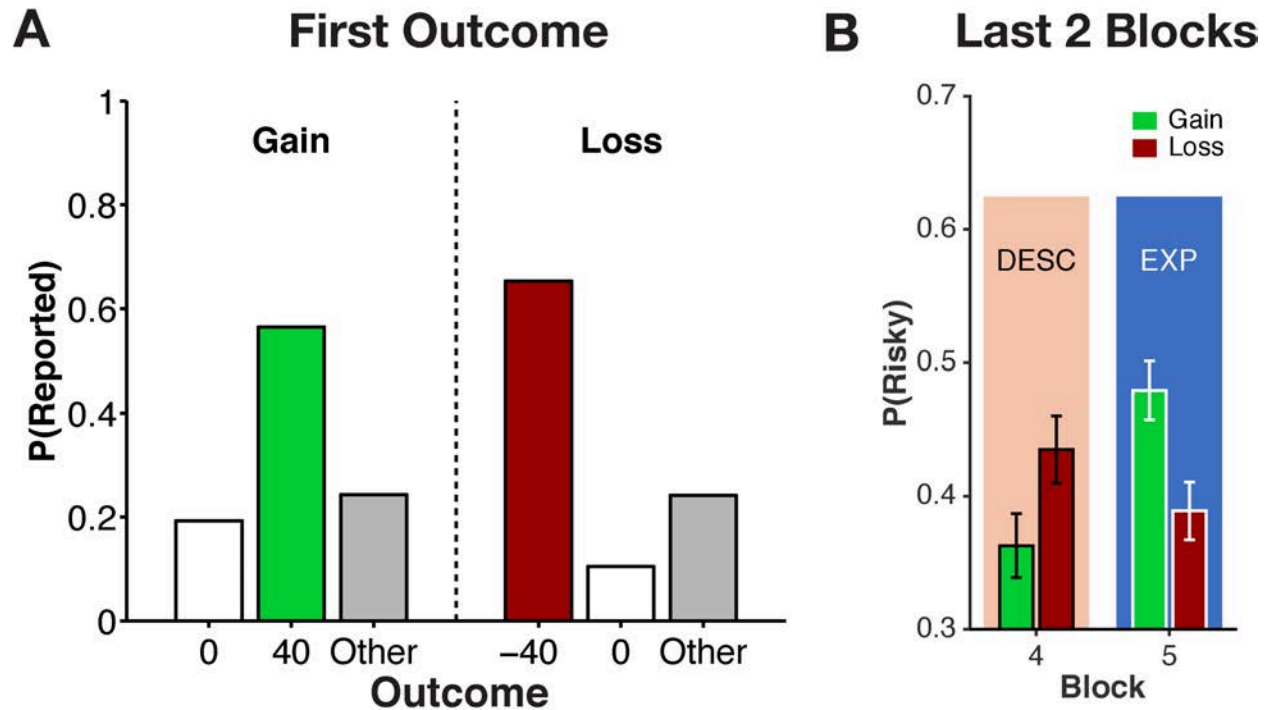 A First Outcome
P(Reported)
1
0.8
0.6
0.4
0.2
0
Gain
Loss
0 40 Other −40 0 Other
Outcome
B Last 2 Blocks
P(Risky)
0.7
0.6
0.5
0.4
0.3
Gain
Loss
DESC EXP
4 5
Block